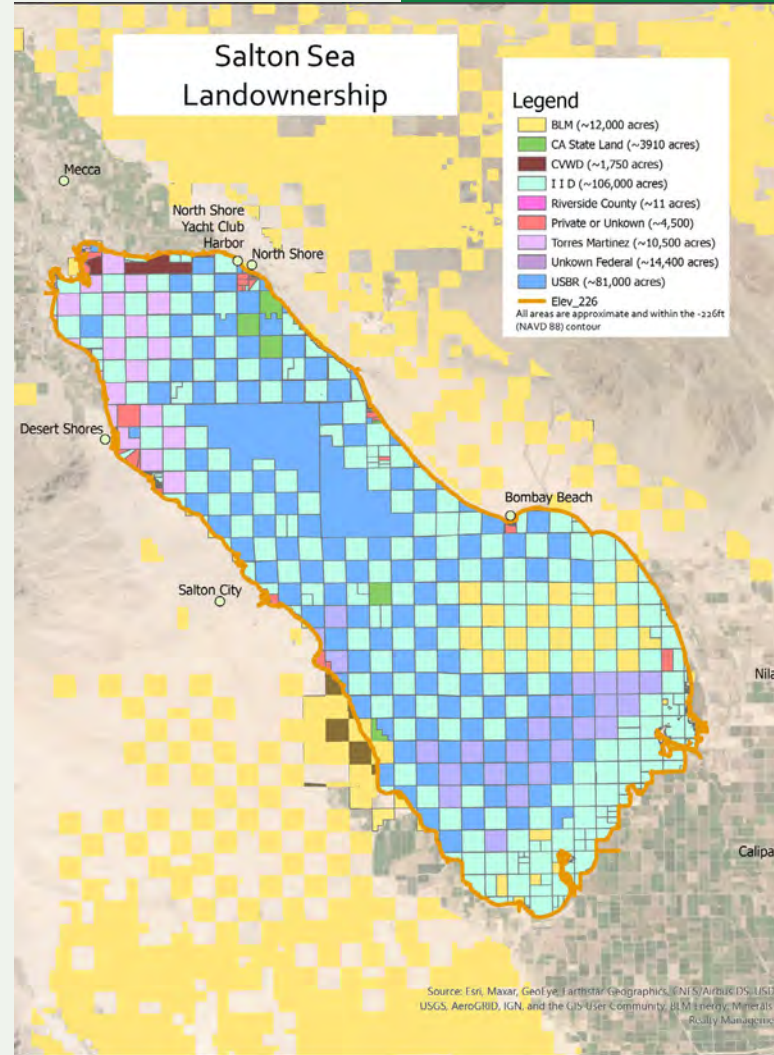 Salton Sea
Landownership
Legend
BLM (~12,000 acres)
CA State Land (~3910 acres)
CVWD (~1,750 acres)
I I D (~106,000 acres)
Riverside County (~11 acres)
Private or Unkown (~4,500)
Torres Martinez (~10,500 acres)
Unkown Federal (~14,400 acres)
USBR (~81,000 acres)
Elev_226
All areas are approximate and within the -226ft
(NAVD 88) contour
Mecca
North Shore
Yacht Club
Harbor
North Shore
Desert Shores
Bombay Beach
Salton City
Nila
Calipa
Source: Esri, Maxar, GeoEye, Earthstar Geographics, CNES/Airbus DS, USD
USGS, AeroGRID, IGN, and the GIS User Community, BLM Energy, Minerals
Realty Manageme